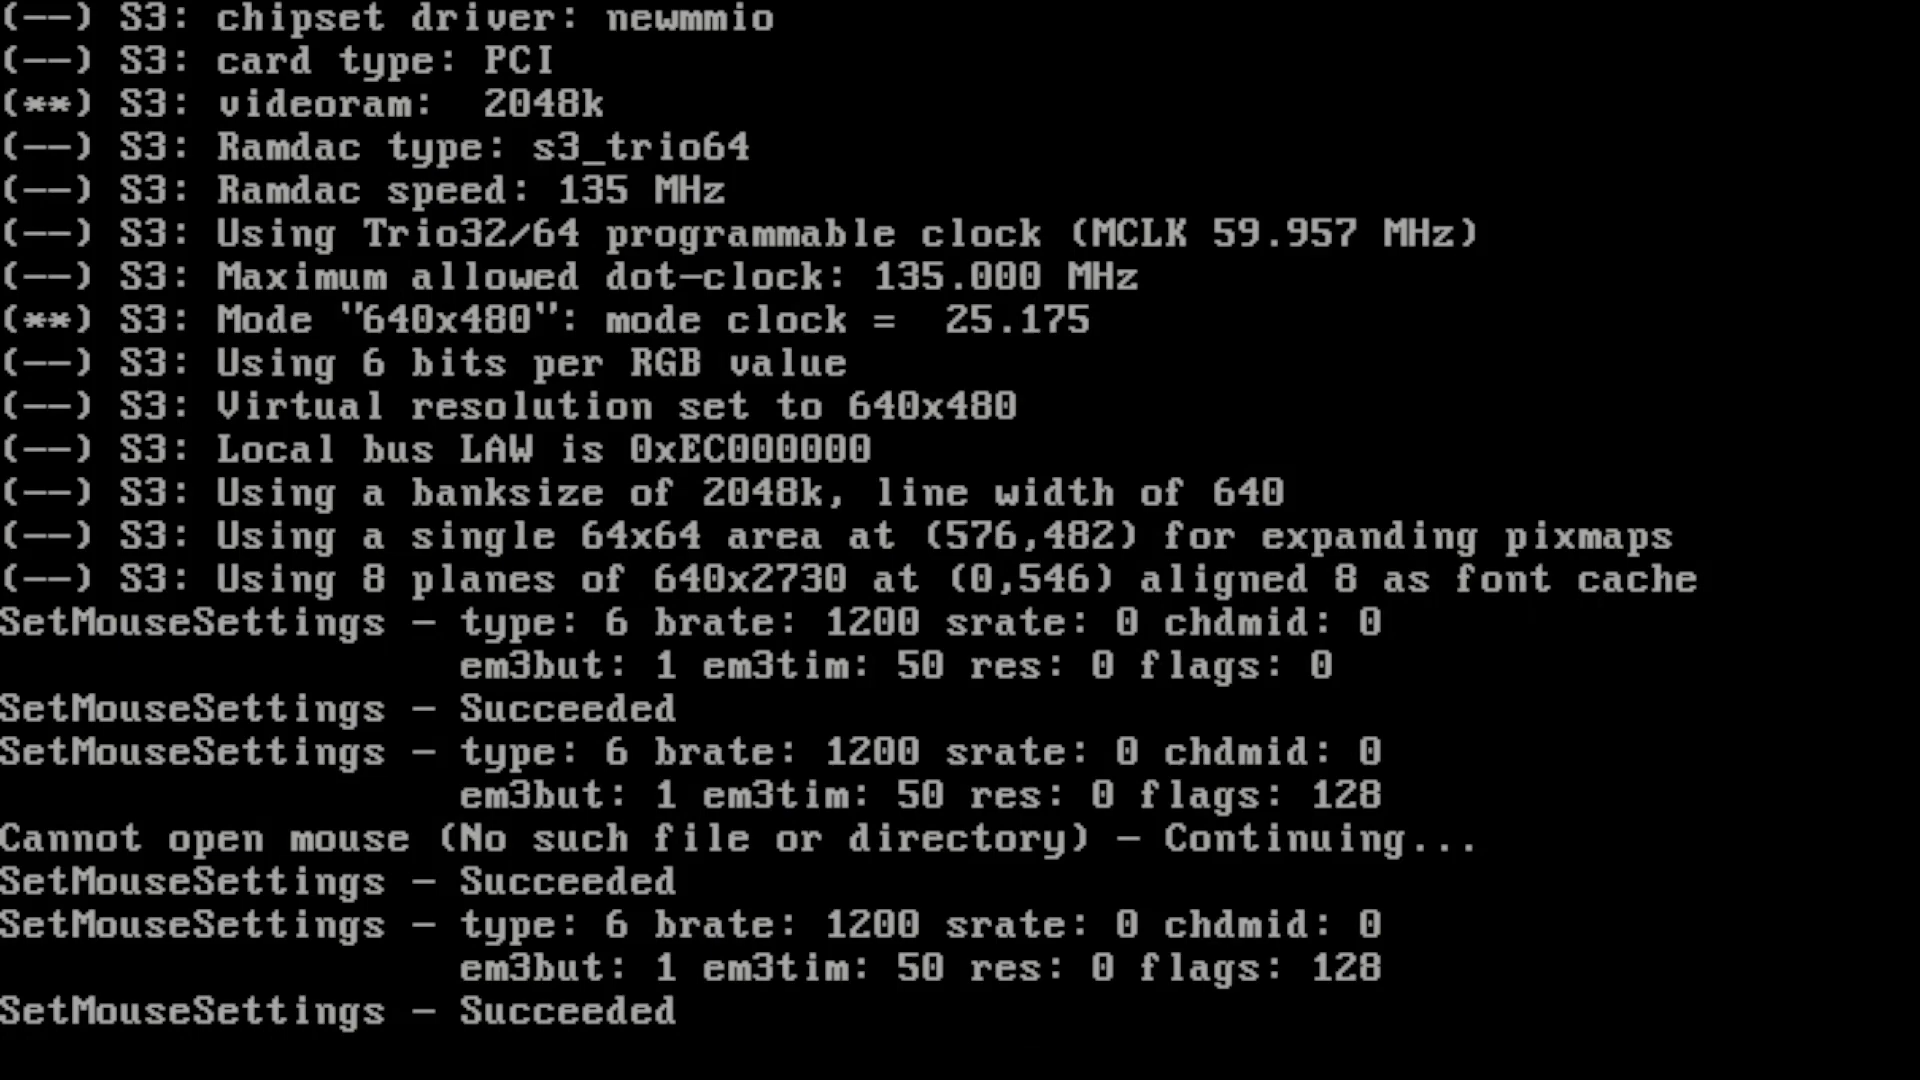 (--) S3: chipset driver: newmmio
(--) S3: card type: PCI
(**) S3: videoram:  2048k
(--) S3: Ramdac type: s3_trio64
(--) S3: Ramdac speed: 135 MHz
(--) S3: Using Trio32/64 programmable clock (MCLK 59.957 MHz)
(--) S3: Maximum allowed dot-clock: 135.000 MHz
(**) S3: Mode "640x480": mode clock =  25.175
(--) S3: Using 6 bits per RGB value
(--) S3: Virtual resolution set to 640x480
(--) S3: Local bus LAW is 0xEC000000
(--) S3: Using a banksize of 2048k, line width of 640
(--) S3: Using a single 64x64 area at (576,482) for expanding pixmaps
(--) S3: Using 8 planes of 640x2730 at (0,546) aligned 8 as font cache
SetMouseSettings - type: 6 brate: 1200 srate: 0 chdmid: 0
                   em3but: 1 em3tim: 50 res: 0 flags: 0
SetMouseSettings - Succeeded
SetMouseSettings - type: 6 brate: 1200 srate: 0 chdmid: 0
                   em3but: 1 em3tim: 50 res: 0 flags: 128
Cannot open mouse (No such file or directory) - Continuing...
SetMouseSettings - Succeeded
SetMouseSettings - type: 6 brate: 1200 srate: 0 chdmid: 0
                   em3but: 1 em3tim: 50 res: 0 flags: 128
SetMouseSettings - Succeeded